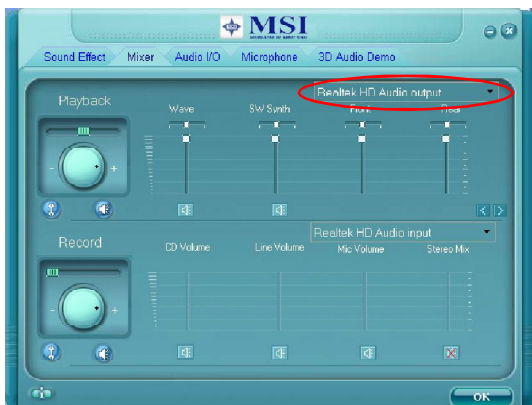 MSI
Sound Effect Mixer Audio I/O Microphone 3D Audio Demo
Realtek HD Audio output
Playback
Wave SW Synth Front Rear
- +
Realtek HD Audio input
Record
CD Volume Line Volume Mic Volume Stereo Mix
- +
OK